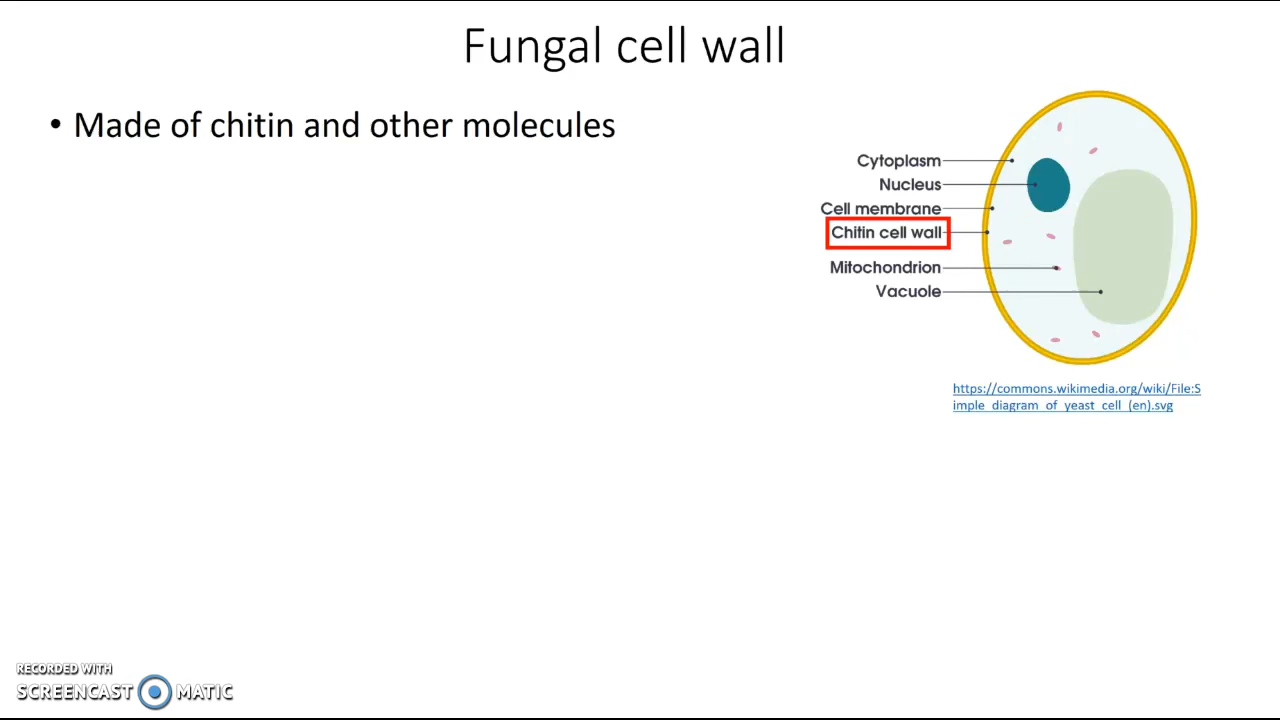 Fungal cell wall
• Made of chitin and other molecules
Cytoplasm
Nucleus
Cell membrane
Chitin cell wall
Mitochondrion
Vacuole
https://commons.wikimedia.org/wiki/File:S
imple_diagram_of_yeast_cell_(en).svg
RECORDED WITH
SCREENCAST MATIC